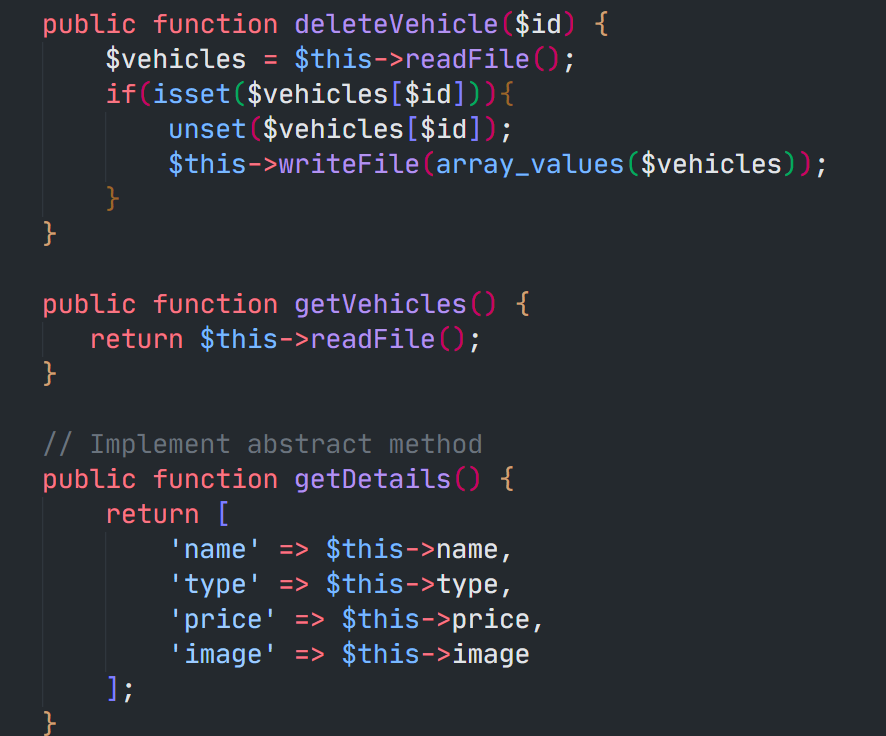 public function deleteVehicle($id) {
    $vehicles = $this->readFile();
    if(isset($vehicles[$id])){
        unset($vehicles[$id]);
        $this->writeFile(array_values($vehicles));
    }
}

public function getVehicles() {
   return $this->readFile();
}

// Implement abstract method
public function getDetails() {
    return [
        'name' => $this->name,
        'type' => $this->type,
        'price' => $this->price,
        'image' => $this->image
    ];
}